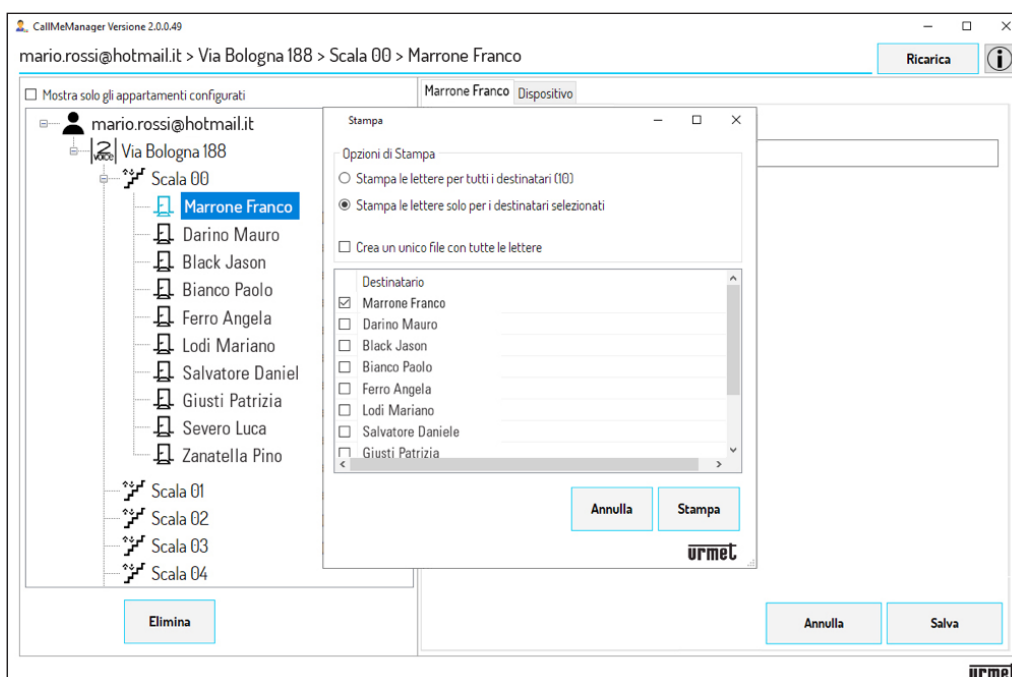 CallMeManager Versione 2.0.0.49
mario.rossi@hotmail.it > Via Bologna 188 > Scala 00 > Marrone Franco
Ricarica
Mostra solo gli appartamenti configurati
mario.rossi@hotmail.it
2 voice
Via Bologna 188
Scala 00
Marrone Franco
Darino Mauro
Black Jason
Bianco Paolo
Ferro Angela
Lodi Mariano
Salvatore Daniel
Giusti Patrizia
Severo Luca
Zanatella Pino
Scala 01
Scala 02
Scala 03
Scala 04
Elimina
Marrone Franco
Dispositivo
Stampa
Opzioni di Stampa
Stampa le lettere per tutti i destinatari (10)
Stampa le lettere solo per i destinatari selezionati
Crea un unico file con tutte le lettere
Destinatario
Marrone Franco
Darino Mauro
Black Jason
Bianco Paolo
Ferro Angela
Lodi Mariano
Salvatore Daniele
Giusti Patrizia
Annulla
Stampa
urmet
Annulla
Salva
urmet